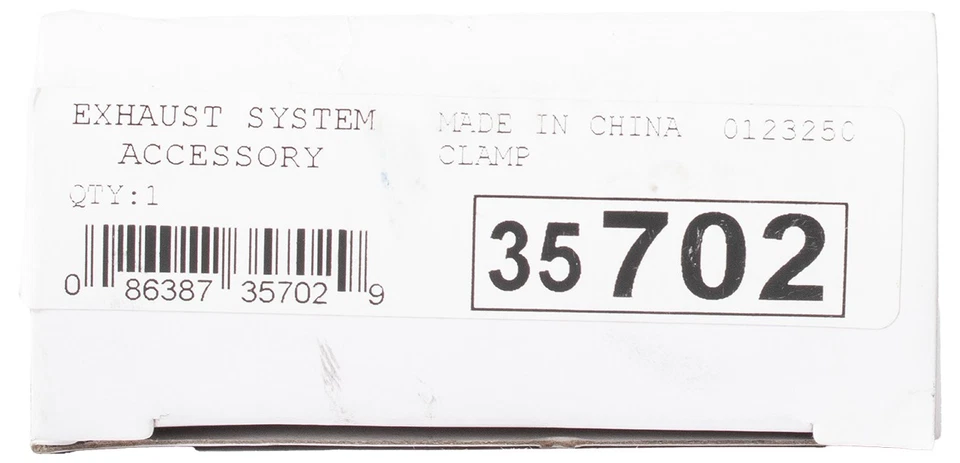 EXHAUST SYSTEM
ACCESSORY
QTY:1
0 86387 35702 9
MADE IN CHINA 0123250
CLAMP
35702